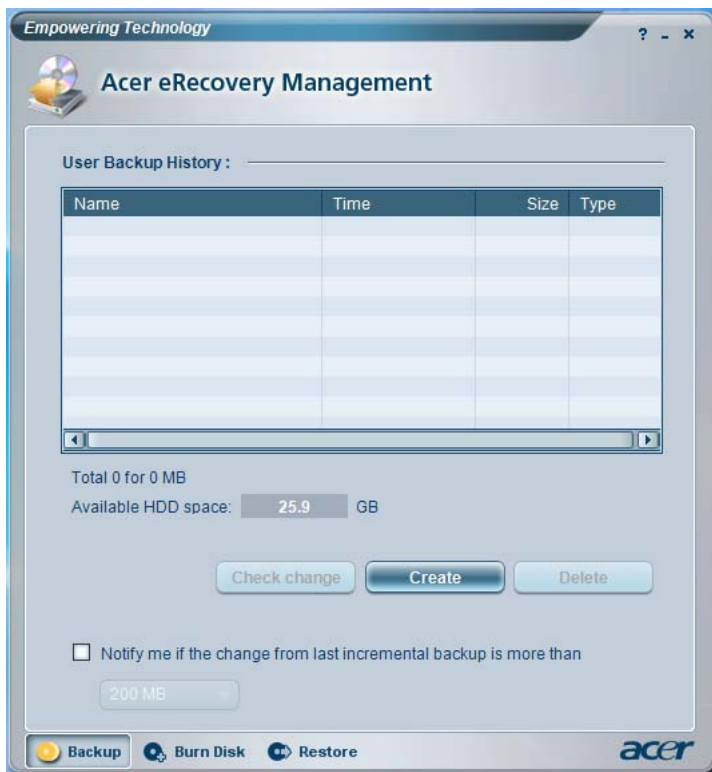 Empowering Technology
? - x
Acer eRecovery Management
User Backup History :
Name Time Size Type
Total 0 for 0 MB
Available HDD space: 25.9 GB
Check change Create Delete
Notify me if the change from last incremental backup is more than
200 MB
Backup Burn Disk Restore acer